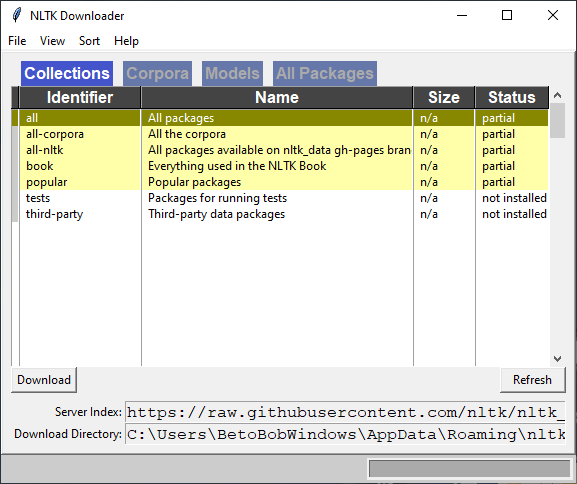 NLTK Downloader
File View Sort Help
Collections Corpora Models All Packages
Identifier Name Size Status
all All packages n/a partial
all-corpora All the corpora n/a partial
all-nltk All packages available on nltk_data gh-pages bran n/a partial
book Everything used in the NLTK Book n/a partial
popular Popular packages n/a partial
tests Packages for running tests n/a not installed
third-party Third-party data packages n/a not installed
Download Refresh
Server Index: https://raw.githubusercontent.com/nltk/nltk_
Download Directory: C:\Users\BetoBobWindows\AppData\Roaming\nltk